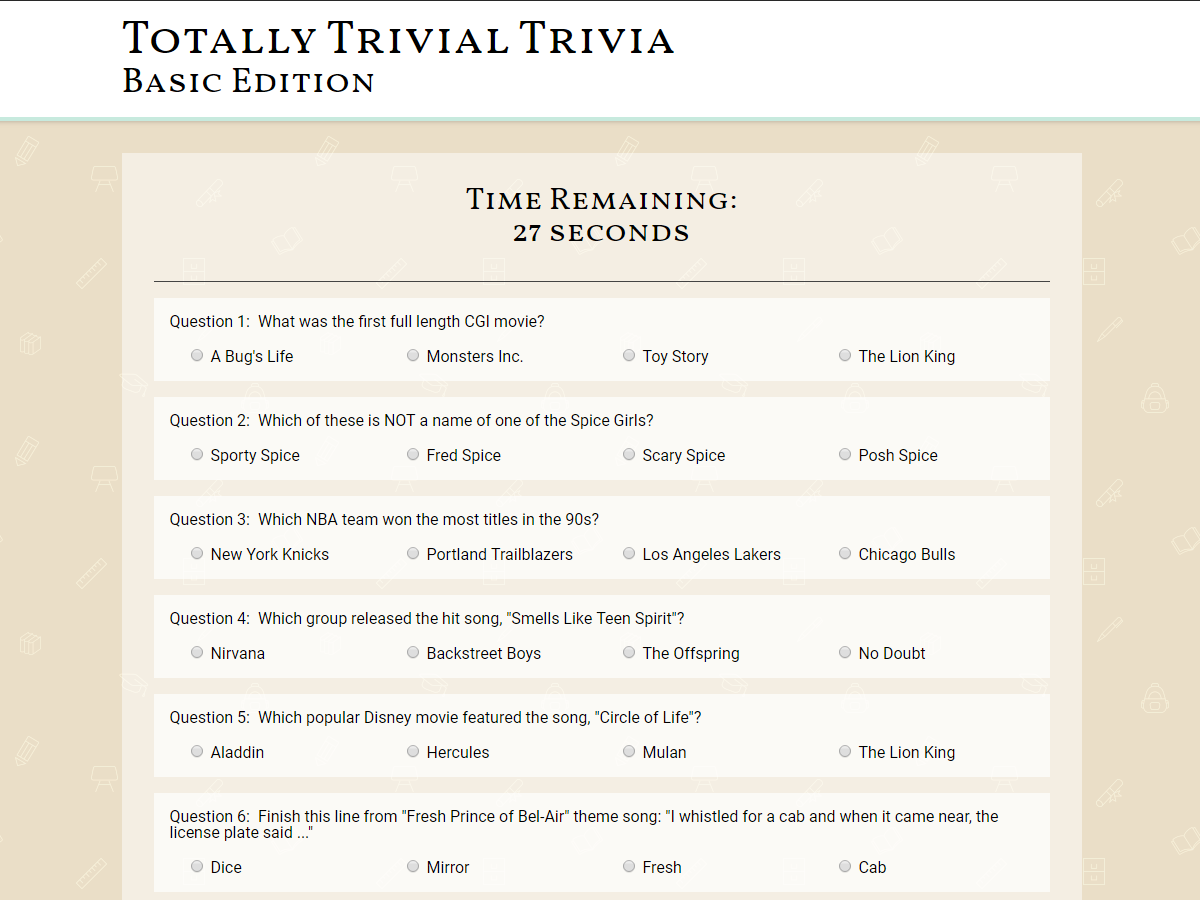 Totally Trivial Trivia
Basic Edition
Time Remaining:
27 seconds
Question 1: What was the first full length CGI movie?
A Bug's Life Monsters Inc. Toy Story The Lion King
Question 2: Which of these is NOT a name of one of the Spice Girls?
Sporty Spice Fred Spice Scary Spice Posh Spice
Question 3: Which NBA team won the most titles in the 90s?
New York Knicks Portland Trailblazers Los Angeles Lakers Chicago Bulls
Question 4: Which group released the hit song, "Smells Like Teen Spirit"?
Nirvana Backstreet Boys The Offspring No Doubt
Question 5: Which popular Disney movie featured the song, "Circle of Life"?
Aladdin Hercules Mulan The Lion King
Question 6: Finish this line from "Fresh Prince of Bel-Air" theme song: "I whistled for a cab and when it came near, the
license plate said ..."
Dice Mirror Fresh Cab